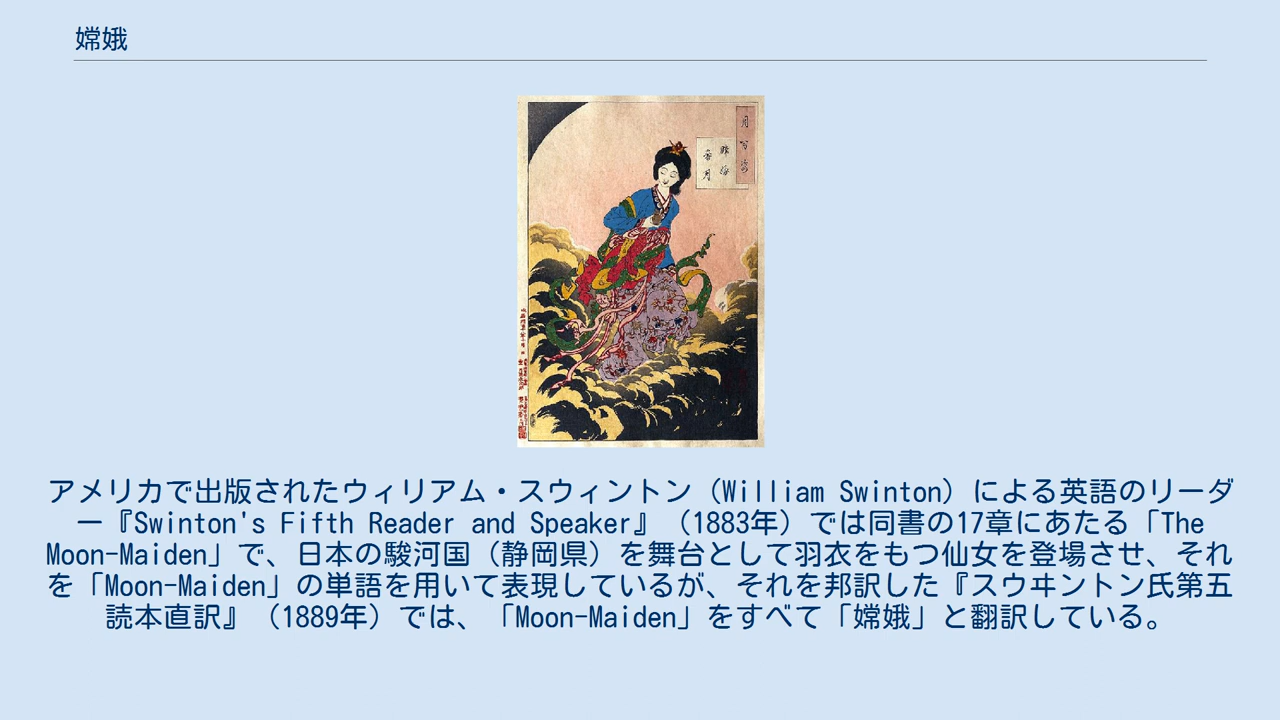 嫦娥
月百姿
アメリカで出版されたウィリアム・スウィントン（William Swinton）による英語のリーダ
ー『Swinton's Fifth Reader and Speaker』（1883年）では同書の17章にあたる「The
Moon-Maiden」で、日本の駿河国（静岡県）を舞台として羽衣をもつ仙女を登場させ、それ
を「Moon-Maiden」の単語を用いて表現しているが、それを邦訳した『スウヰントン氏第五
読本直訳』（1889年）では、「Moon-Maiden」をすべて「嫦娥」と翻訳している。